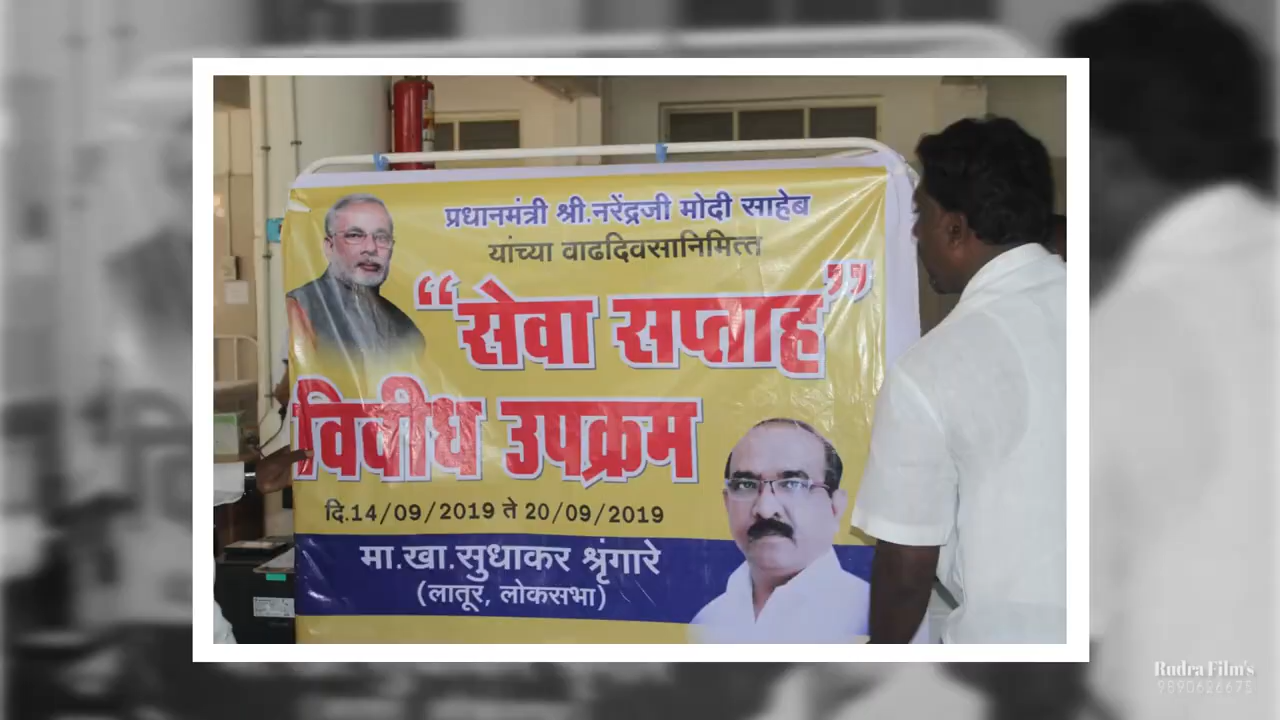 प्रधानमंत्री श्री.नरेंद्रजी मोदी साहेब
यांच्या वाढदिवसानिमित्त
“सेवा सप्ताह”
विवीध उपक्रम
दि.14/09/2019 ते 20/09/2019
मा.खा.सुधाकर श्रृंगारे
(लातूर, लोकसभा)
Rudra Film's
9890626675